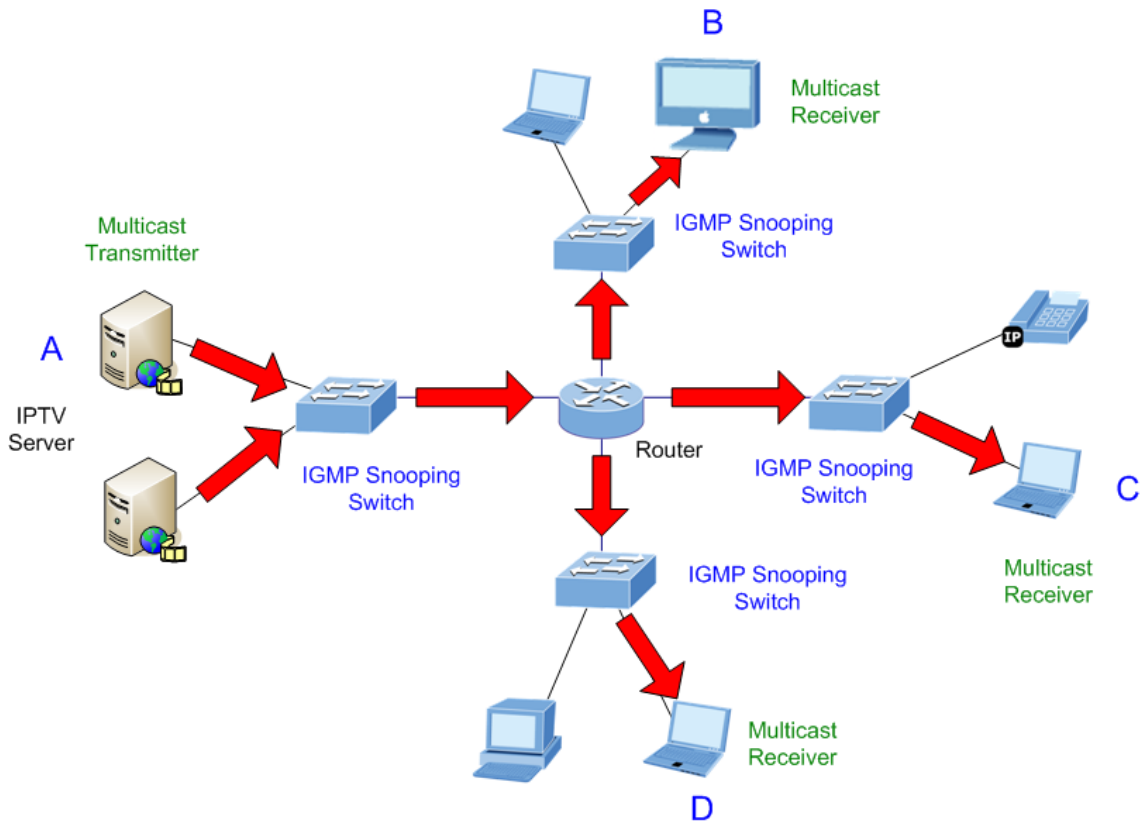 B
Multicast
Receiver
IGMP Snooping
Switch
Multicast
Transmitter
A
IPTV
Server
IGMP Snooping
Switch
Router
IP
IGMP Snooping
Switch
C
Multicast
Receiver
IGMP Snooping
Switch
Multicast
Receiver
D